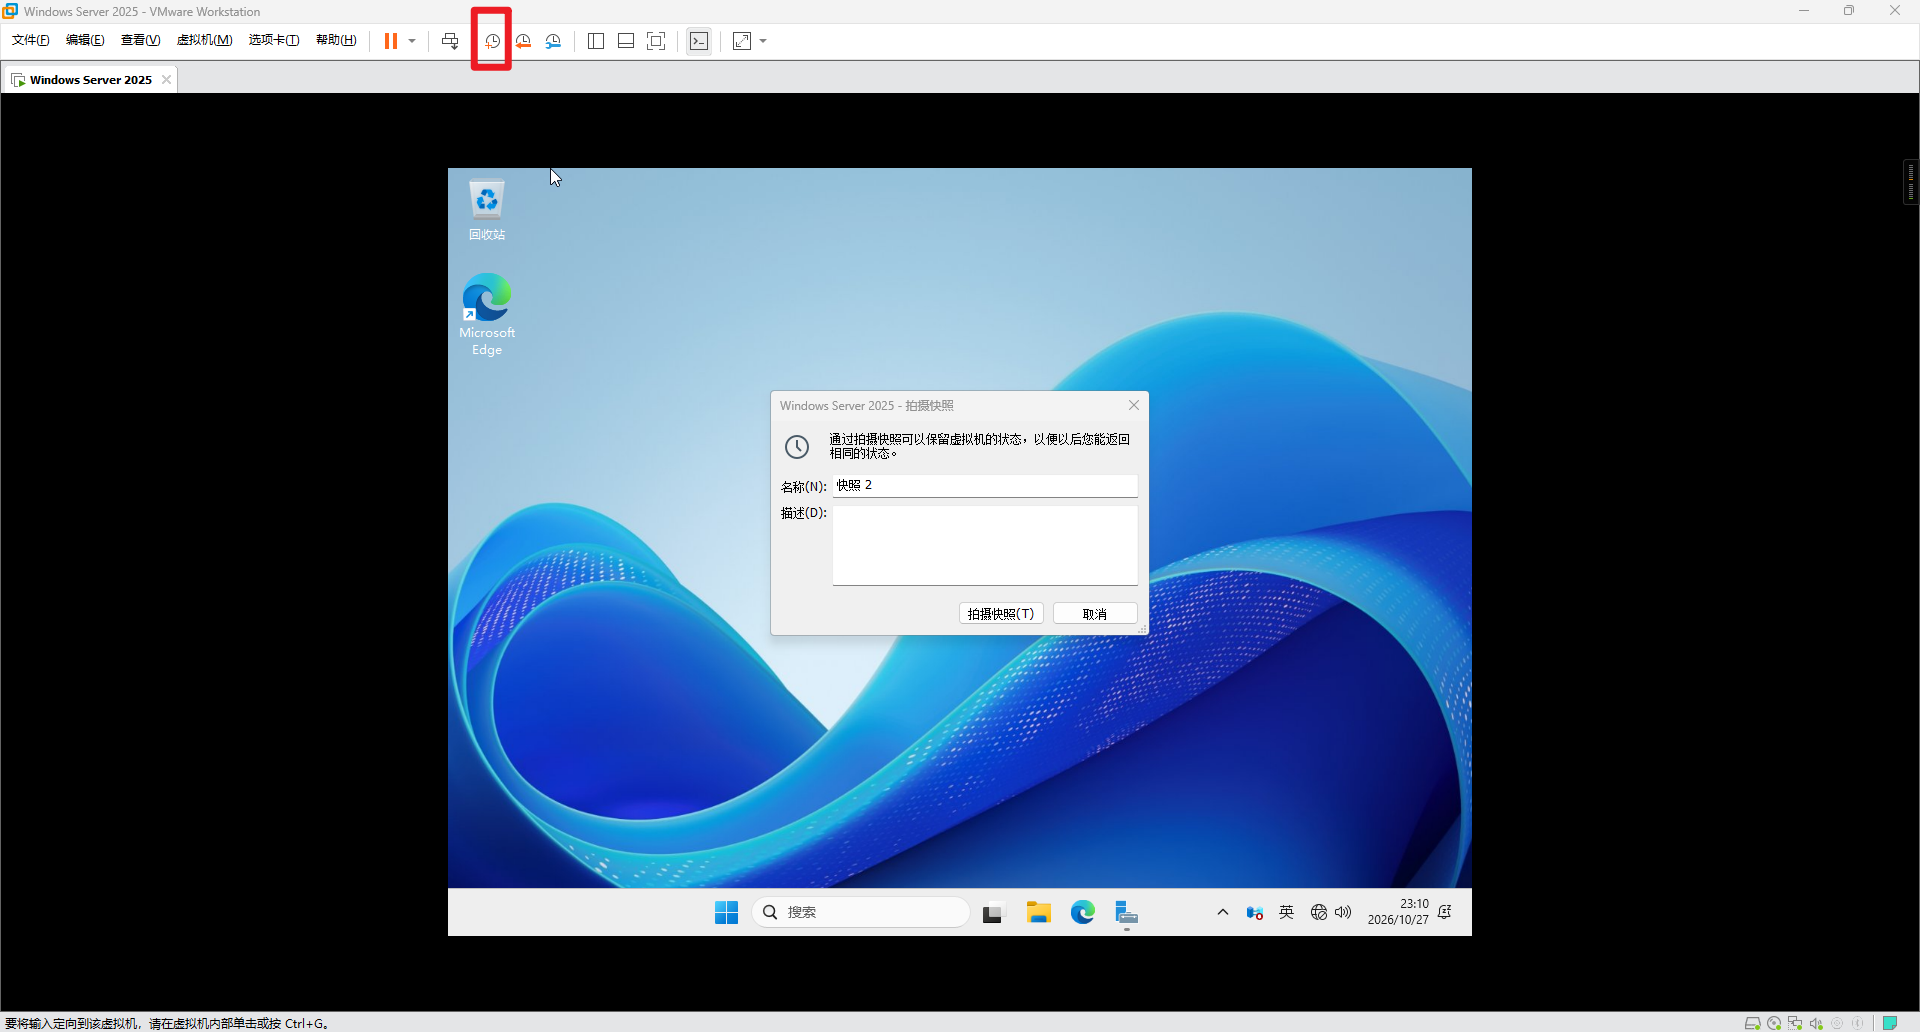 Windows Server 2025 - VMware Workstation
文件(F) 编辑(E) 查看(V) 虚拟机(M) 选项卡(T) 帮助(H)
Windows Server 2025
回收站
Microsoft
Edge
Windows Server 2025 - 拍摄快照
通过拍摄快照可以保留虚拟机的状态，以便以后您能返回
相同的状态。
名称(N): 快照 2
描述(D):
拍摄快照(T) 取消
搜索
英
23:10
2026/10/27
要将输入定向到该虚拟机，请在虚拟机内部单击或按 Ctrl+G。